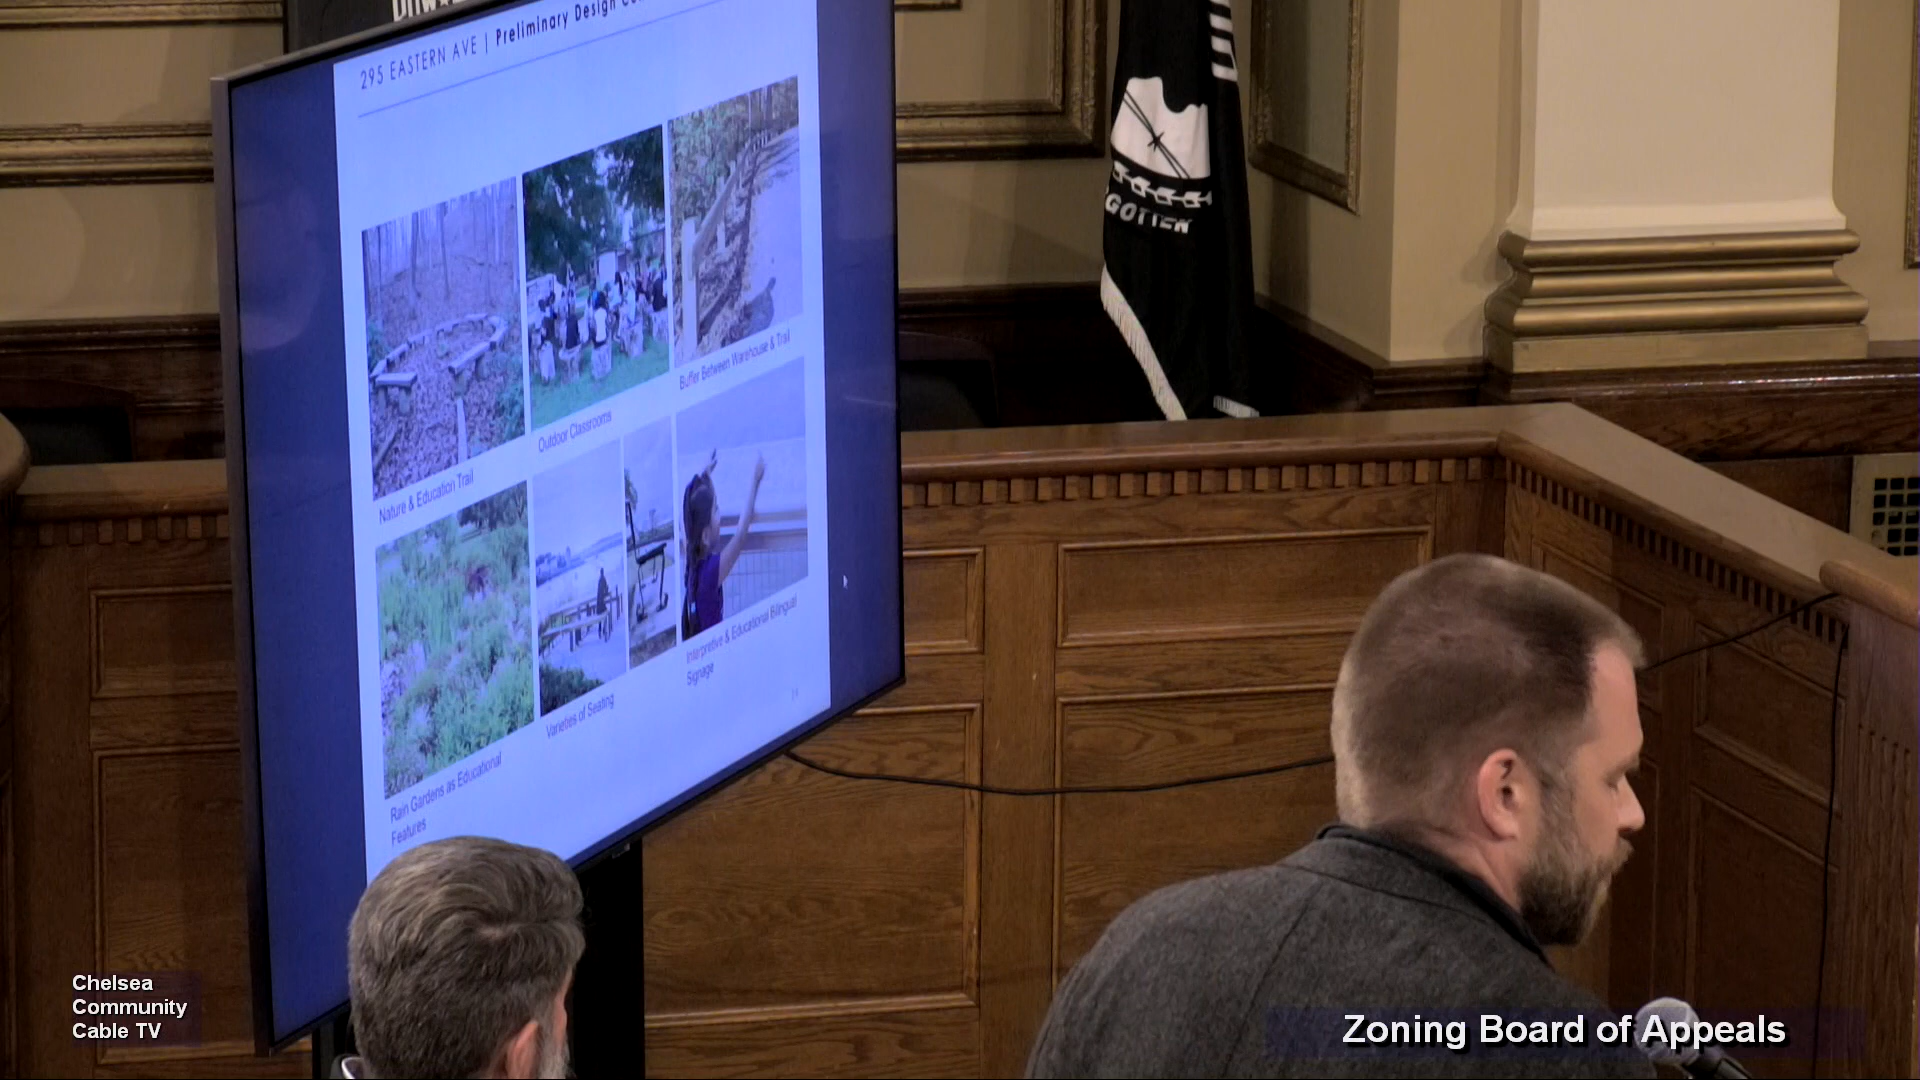 295 EASTERN AVE | Preliminary Design
Nature & Education Trail
Outdoor Classrooms
Buffer Between Warehouse & Trail
Rain Gardens as Educational
Features
Varieties of Seating
Interpretive & Educational Bilingual
Signage
Chelsea
Community
Cable TV
Zoning Board of Appeals